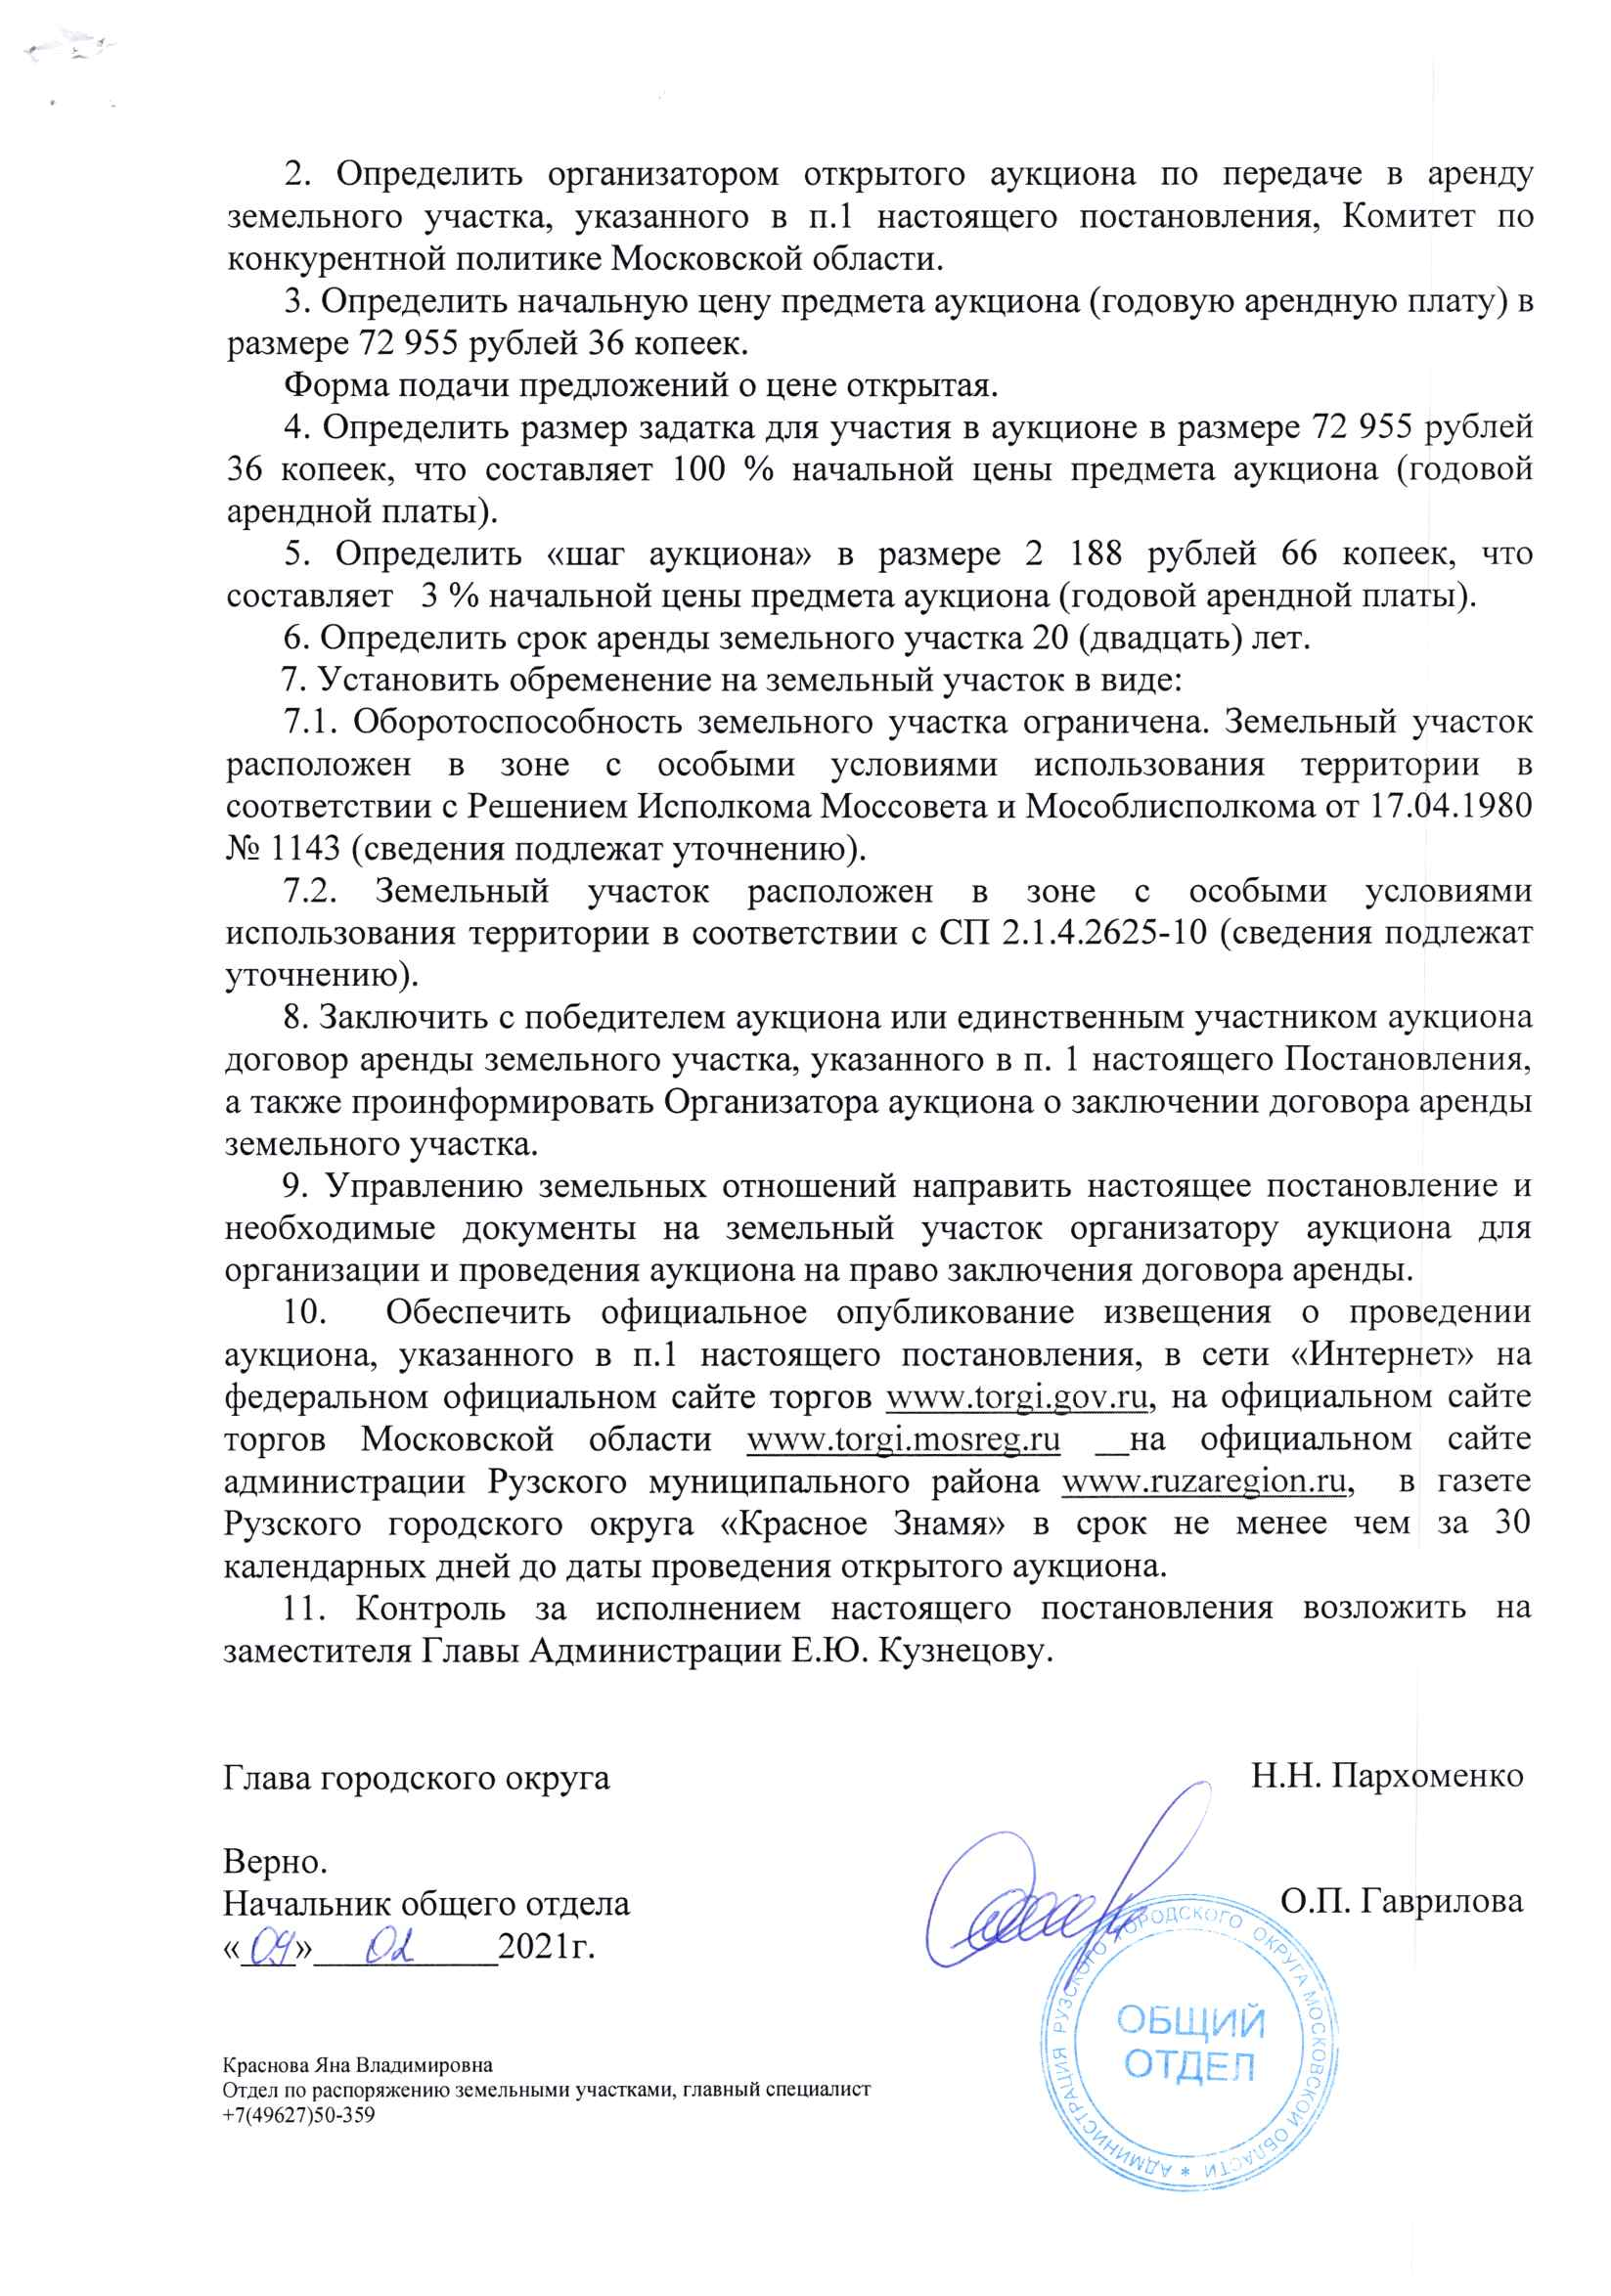 2. Определить организатором открытого аукциона по передаче в аренду
земельного участка, указанного в п.1 настоящего постановления, Комитет по
конкурентной политике Московской области.
3. Определить начальную цену предмета аукциона (годовую арендную плату) в
размере 72 955 рублей 36 копеек.
Форма подачи предложений о цене открытая.
4. Определить размер задатка для участия в аукционе в размере 72 955 рублей
36 копеек, что составляет 100 % начальной цены предмета аукциона (годовой
арендной платы).
5. Определить «шаг аукциона» в размере 2 188 рублей 66 копеек, что
составляет 3 % начальной цены предмета аукциона (годовой арендной платы).
6. Определить срок аренды земельного участка 20 (двадцать) лет.
7. Установить обременение на земельный участок в виде:
7.1. Оборотоспособность земельного участка ограничена. Земельный участок
расположен в зоне с особыми условиями использования территории в
соответствии с Решением Исполкома Моссовета и Мособлисполкома от 17.04.1980
№ 1143 (сведения подлежат уточнению).
7.2. Земельный участок расположен в зоне с особыми условиями
использования территории в соответствии с СП 2.1.4.2625-10 (сведения подлежат
уточнению).
8. Заключить с победителем аукциона или единственным участником аукциона
договор аренды земельного участка, указанного в п. 1 настоящего Постановления,
а также проинформировать Организатора аукциона о заключении договора аренды
земельного участка.
9. Управлению земельных отношений направить настоящее постановление и
необходимые документы на земельный участок организатору аукциона для
организации и проведения аукциона на право заключения договора аренды.
10. Обеспечить официальное опубликование извещения о проведении
аукциона, указанного в п.1 настоящего постановления, в сети «Интернет» на
федеральном официальном сайте торгов www.torgi.gov.ru, на официальном сайте
торгов Московской области www.torgi.mosreg.ru __на официальном сайте
администрации Рузского муниципального района www.ruzaregion.ru, в газете
Рузского городского округа «Красное Знамя» в срок не менее чем за 30
календарных дней до даты проведения открытого аукциона.
11. Контроль за исполнением настоящего постановления возложить на
заместителя Главы Администрации Е.Ю. Кузнецову.
Глава городского округа Н.Н. Пархоменко
Верно.
Начальник общего отдела О.П. Гаврилова
«09» 02 2021г.
Краснова Яна Владимировна
Отдел по распоряжению земельными участками, главный специалист
+7(49627)50-359
АДМИНИСТРАЦИЯ РУЗСКОГО ГОРОДСКОГО ОКРУГА МОСКОВСКОЙ ОБЛАСТИ *
ОБЩИЙ
ОТДЕЛ